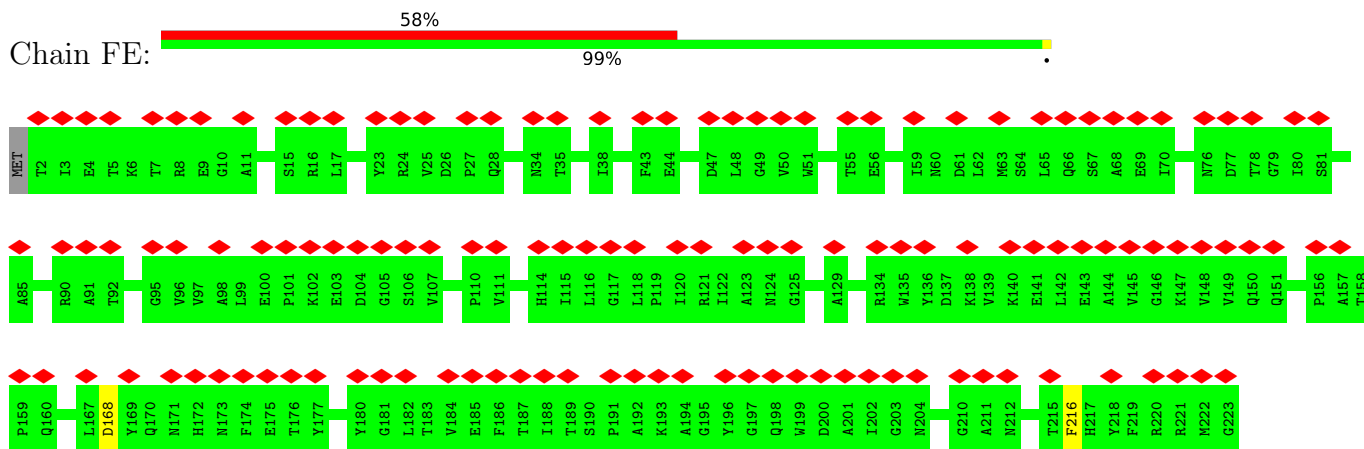 58%
Chain FE:
99%
.
MET T2 I3 E4 T5 K6 T7 R8 E9 G10 A11 S15 R16 L17 Y23 R24 V25 D26 P27 Q28 N34 T35 I38 F43 E44 D47 L48 G49 V50 W51 T55 E56 I59 N60 D61 L62 M63 S64 L65 Q66 S67 A68 E69 I70 N76 D77 T78 G79 I80 S81
A85 R90 A91 T92 G95 V96 V97 A98 L99 E100 P101 K102 E103 D104 G105 S106 V107 P110 V111 H114 I115 L116 G117 L118 P119 I120 R121 I122 A123 N124 G125 A129 R134 W135 Y136 D137 K138 V139 K140 E141 L142 E143 A144 V145 G146 K147 V148 V149 Q150 Q151 P156 A157 T158
P159 Q160 L167 D168 Y169 Q170 N171 H172 N173 F174 E175 T176 Y177 Y180 G181 L182 T183 V184 E185 F186 T187 I188 T189 S190 P191 A192 K193 A194 G195 Y196 G197 Q198 W199 D200 A201 I202 G203 N204 G210 A211 N212 T215 F216 H217 Y218 F219 R220 R221 M222 G223